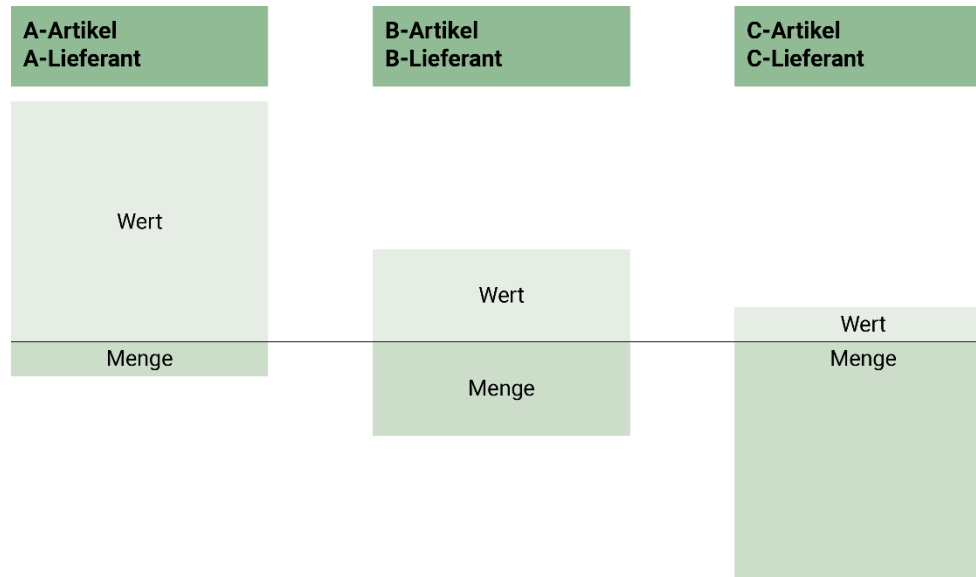 A-Artikel
A-Lieferant
B-Artikel
B-Lieferant
C-Artikel
C-Lieferant
Wert
Menge
Wert
Menge
Wert
Menge